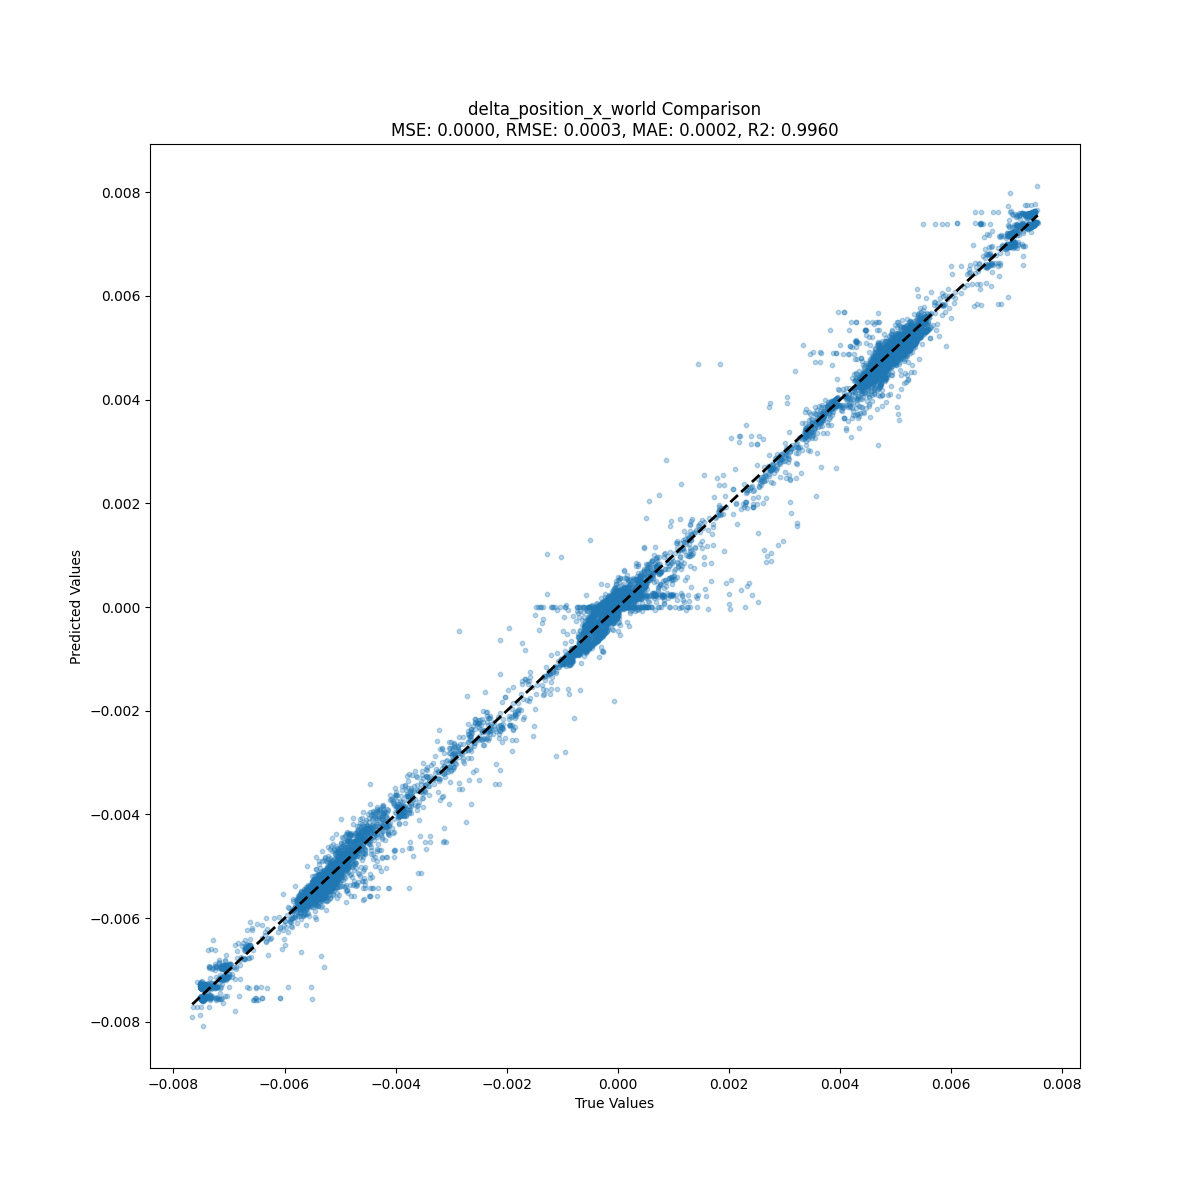 delta_position_x_world Comparison
MSE: 0.0000, RMSE: 0.0003, MAE: 0.0002, R2: 0.9960
0.008
0.006
0.004
0.002
0.000
−0.002
−0.004
−0.006
−0.008
Predicted Values
−0.008 −0.006 −0.004 −0.002 0.000 0.002 0.004 0.006 0.008
True Values